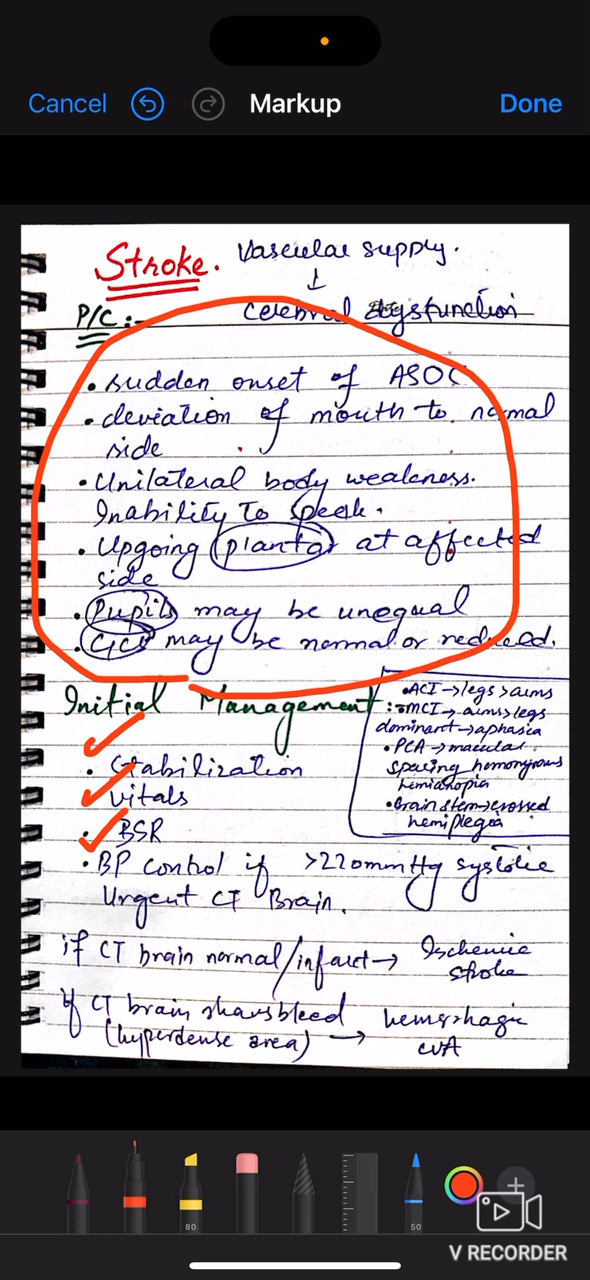 Cancel Markup Done
Stroke. Vascular supply.
↓
P/C:- Cerebral dysfunction
• sudden onset of ASOC
• deviation of mouth to normal
side
• Unilateral body weakness.
Inability to speak.
• Upgoing plantar at affected
side
• Pupils may be unequal
• GCS may be normal or reduced.
Initial Management:
• Stabilization
vitals
• BSR
• BP control if >220mmHg systolic
Urgent CT Brain.
• ACI → legs > aims
• MCI → aims > legs
dominant → aphasia
• PCA → macular
sparing homonymous
hemianopia
• Brain stem → crossed
hemiplegia
if CT brain normal/infarct → Ischemic
stroke
if CT brain shows bleed → hemorrhagic
(hyperdense area) CVA
80
50
V RECORDER